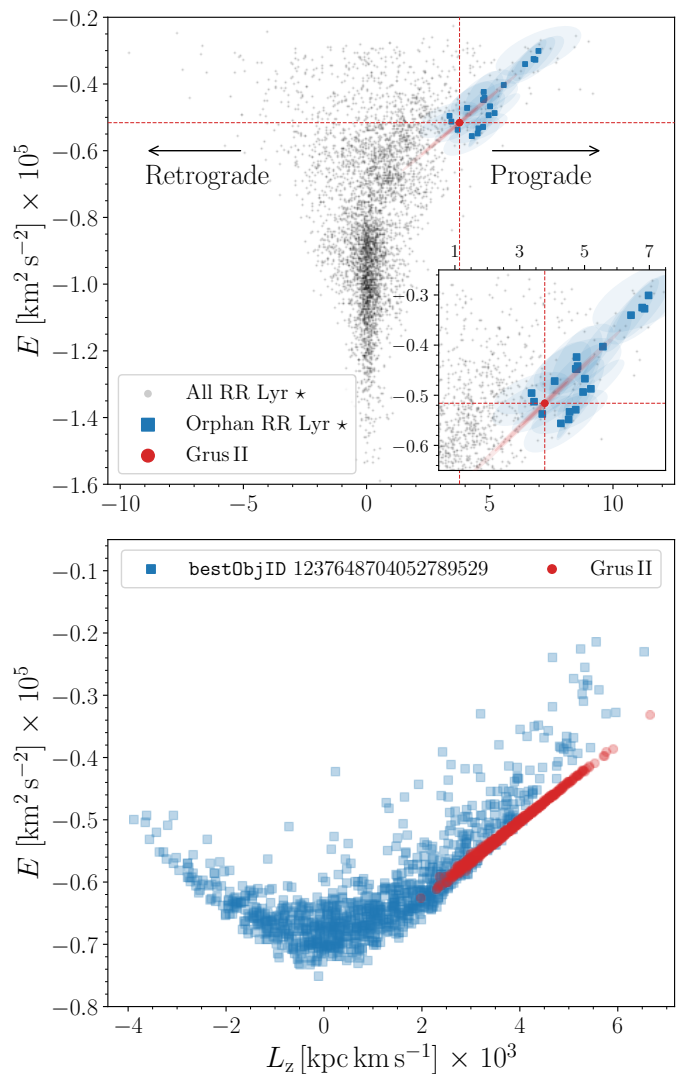 −0.2
−0.4
−0.6
−0.8
−1.0
−1.2
−1.4
−1.6
E [km² s⁻²] × 10⁵
Retrograde
Prograde
1 3 5 7
−0.3
−0.4
−0.5
−0.6
All RR Lyr ⋆
Orphan RR Lyr ⋆
Grus II
−10 −5 0 5 10
bestObjID 1237648704052789529
Grus II
−0.1
−0.2
−0.3
−0.4
−0.5
−0.6
−0.7
−0.8
E [km² s⁻²] × 10⁵
−4 −2 0 2 4 6
L_z [kpc km s⁻¹] × 10³